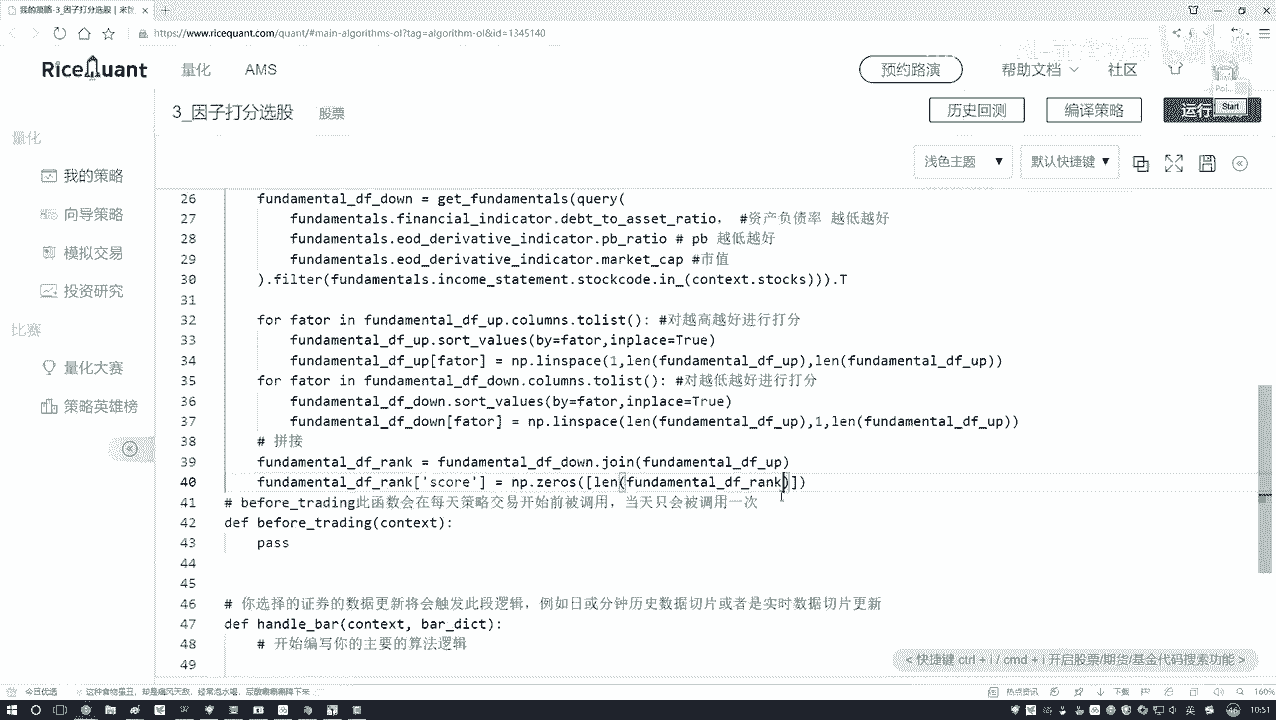 我的策略-3_因子打分选股 | 米筐
https://www.ricequant.com/quant/#main-algorithms-ol?tag=algorithm-ol&id=1345140
RiceQuant 量化 AMS 预约路演 帮助文档 社区
3_因子打分选股 股票 历史回测 编译策略 运行 Start
量化
浅色主题 ▼ 默认快捷键 ▼
我的策略
向导策略
模拟交易
投资研究
比赛
量化大赛
策略英雄榜
26 fundamental_df_down = get_fundamentals(query(
27 fundamentals.financial_indicator.debt_to_asset_ratio， #资产负债率 越低越好
28 fundamentals.eod_derivative_indicator.pb_ratio # pb 越低越好
29 fundamentals.eod_derivative_indicator.market_cap #市值
30 ).filter(fundamentals.income_statement.stockcode.in_(context.stocks))).T
31
32 for fator in fundamental_df_up.columns.tolist(): #对越高越好进行打分
33 fundamental_df_up.sort_values(by=fator,inplace=True)
34 fundamental_df_up[fator] = np.linspace(1,len(fundamental_df_up),len(fundamental_df_up))
35 for fator in fundamental_df_down.columns.tolist(): #对越低越好进行打分
36 fundamental_df_down.sort_values(by=fator,inplace=True)
37 fundamental_df_down[fator] = np.linspace(len(fundamental_df_up),1,len(fundamental_df_up))
38 # 拼接
39 fundamental_df_rank = fundamental_df_down.join(fundamental_df_up)
40 fundamental_df_rank['score'] = np.zeros([len(fundamental_df_rank)])
41 # before_trading此函数会在每天策略交易开始前被调用，当天只会被调用一次
42 def before_trading(context):
43 pass
44
45
46 # 你选择的证券的数据更新将会触发此段逻辑，例如日或分钟历史数据切片或者是实时数据切片更新
47 def handle_bar(context, bar_dict):
48 # 开始编写你的主要的算法逻辑
49
< 快捷键 ctrl + i / cmd + i 开启股票/期货/基金代码搜索功能 >
今日优选 热点资讯 下载 160%
英 10:51